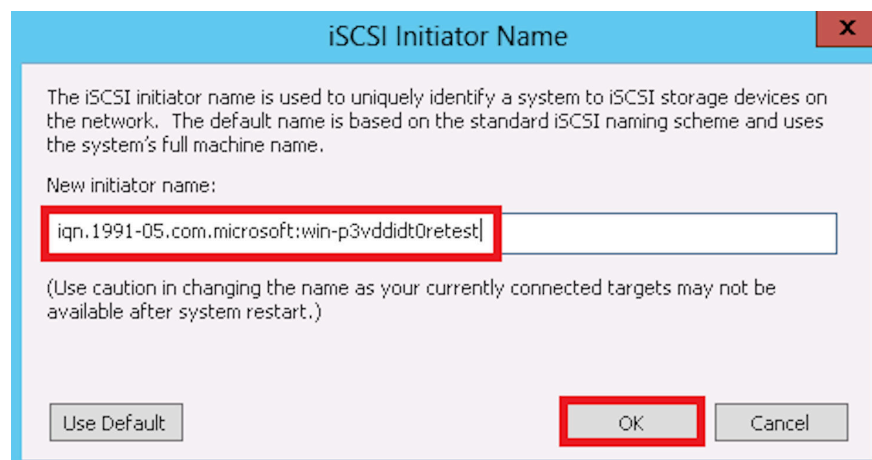 iSCSI Initiator Name
x
The iSCSI initiator name is used to uniquely identify a system to iSCSI storage devices on
the network.  The default name is based on the standard iSCSI naming scheme and uses
the system's full machine name.
New initiator name:
iqn.1991-05.com.microsoft:win-p3vddidt0retest
(Use caution in changing the name as your currently connected targets may not be
available after system restart.)
Use Default OK Cancel